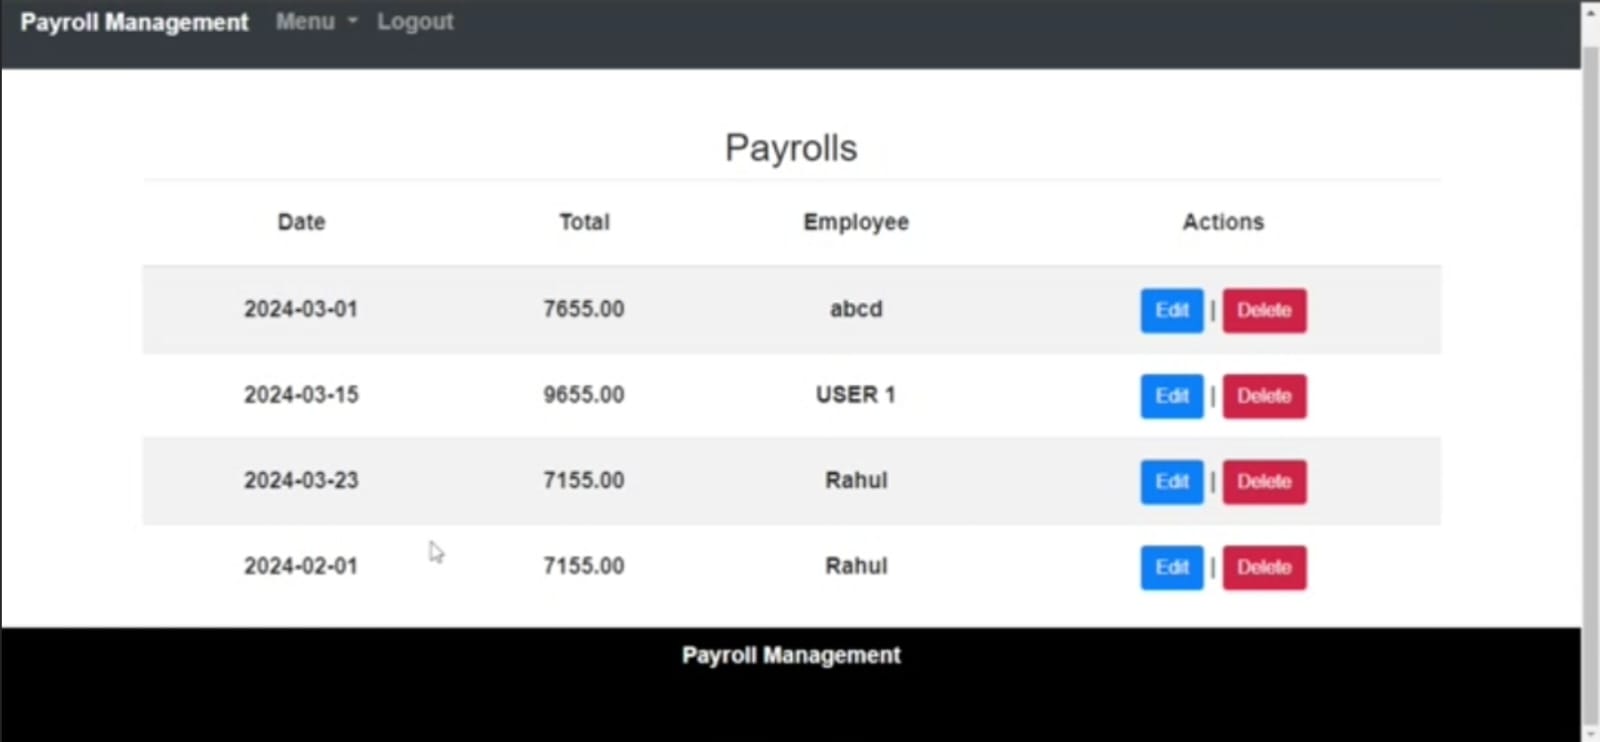 Payroll Management Menu Logout
Payrolls
Date Total Employee Actions
2024-03-01 7655.00 abcd Edit | Delete
2024-03-15 9655.00 USER 1 Edit | Delete
2024-03-23 7155.00 Rahul Edit | Delete
2024-02-01 7155.00 Rahul Edit | Delete
Payroll Management